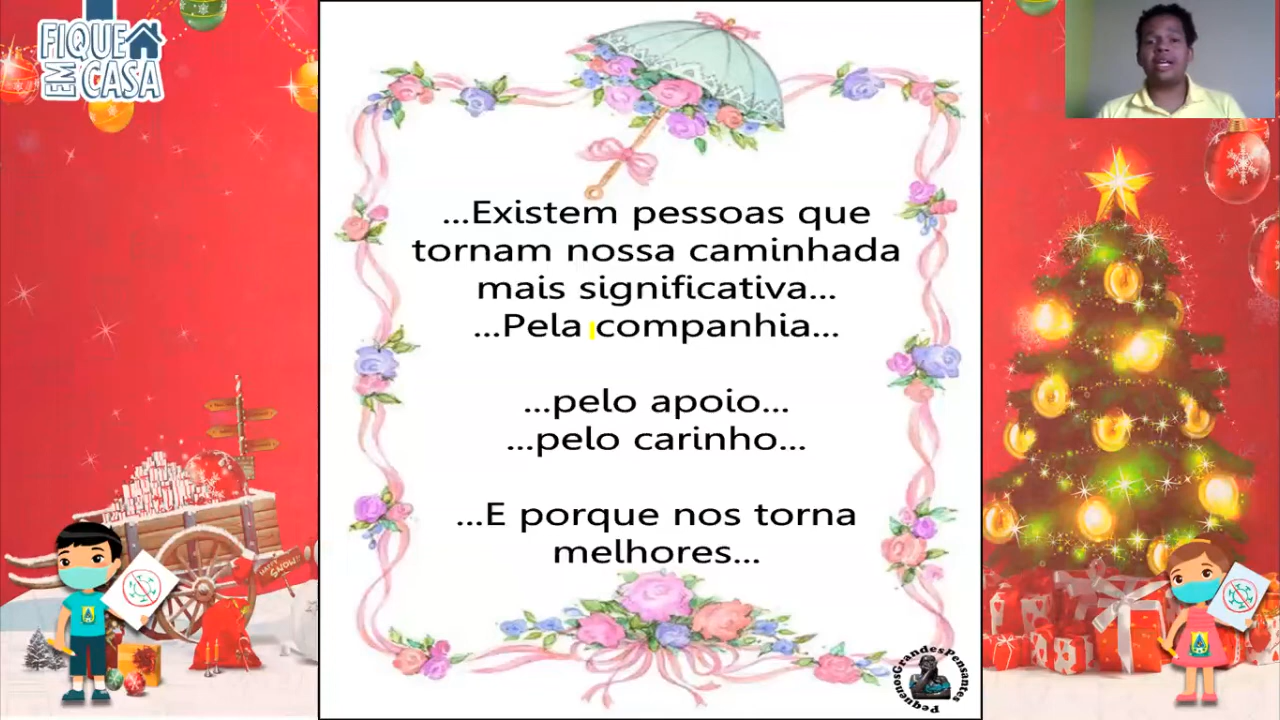 FIQUE
EM CASA
...Existem pessoas que
tornam nossa caminhada
mais significativa...
...Pela companhia...
...pelo apoio...
...pelo carinho...
...E porque nos torna
melhores...
PequenosGrandesPensantes